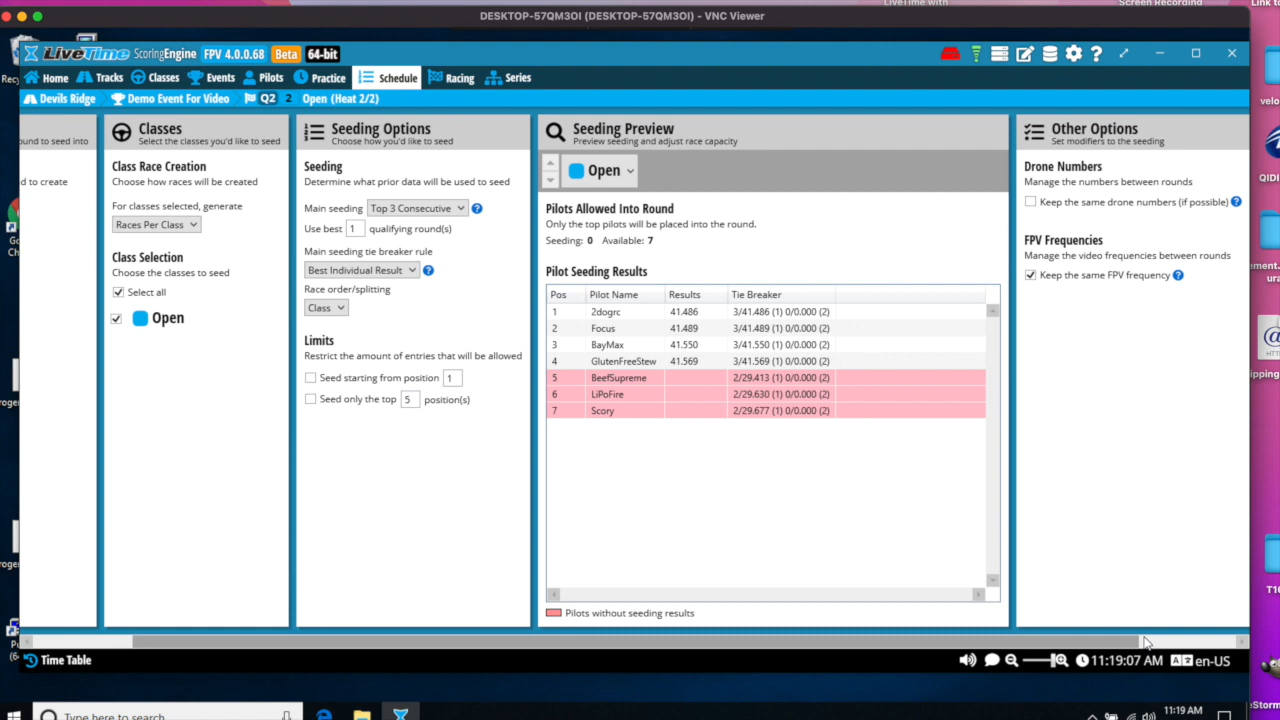 LiveTime with
Screen Recording
Link to
DESKTOP-57QM3OI (DESKTOP-57QM3OI) - VNC Viewer
LiveTime ScoringEngine FPV 4.0.0.68 Beta 64-bit
Home Tracks Classes Events Pilots Practice Schedule Racing Series
Devils Ridge Demo Event For Video Q2 2 Open (Heat 2/2)
ound to seed into
d to create
Classes
Select the classes you'd like to seed
Class Race Creation
Choose how races will be created
For classes selected, generate
Races Per Class
Class Selection
Choose the classes to seed
Select all
Open
Seeding Options
Choose how you'd like to seed
Seeding
Determine what prior data will be used to seed
Main seeding Top 3 Consecutive ?
Use best 1 qualifying round(s)
Main seeding tie breaker rule
Best Individual Result ?
Race order/splitting
Class
Limits
Restrict the amount of entries that will be allowed
Seed starting from position 1
Seed only the top 5 position(s)
Seeding Preview
Preview seeding and adjust race capacity
Open
Pilots Allowed Into Round
Only the top pilots will be placed into the round.
Seeding: 0 Available: 7
Pilot Seeding Results
Pos Pilot Name Results Tie Breaker
1 2dogrc 41.486 3/41.486 (1) 0/0.000 (2)
2 Focus 41.489 3/41.489 (1) 0/0.000 (2)
3 BayMax 41.550 3/41.550 (1) 0/0.000 (2)
4 GlutenFreeStew 41.569 3/41.569 (1) 0/0.000 (2)
5 BeefSupreme 2/29.413 (1) 0/0.000 (2)
6 LiPoFire 2/29.630 (1) 0/0.000 (2)
7 Scory 2/29.677 (1) 0/0.000 (2)
Pilots without seeding results
Other Options
Set modifiers to the seeding
Drone Numbers
Manage the numbers between rounds
Keep the same drone numbers (if possible) ?
FPV Frequencies
Manage the video frequencies between rounds
Keep the same FPV frequency ?
Time Table
11:19:07 AM en-US
Type here to search
11:19 AM
velo
QIDI
ement.
ura
HTT
ipping
T1
eStorm